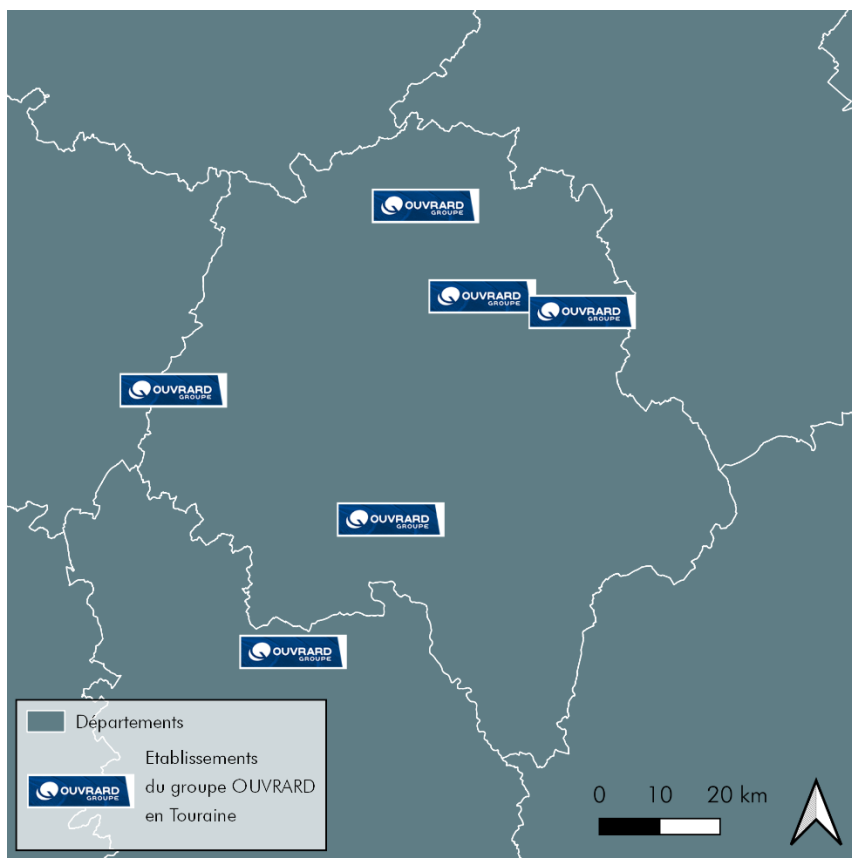 OUVRARD
GROUPE
OUVRARD
GROUPE
OUVRARD
GROUPE
OUVRARD
GROUPE
OUVRARD
GROUPE
OUVRARD
GROUPE
Départements
Etablissements
du groupe OUVRARD
en Touraine
OUVRARD
GROUPE
0 10 20 km